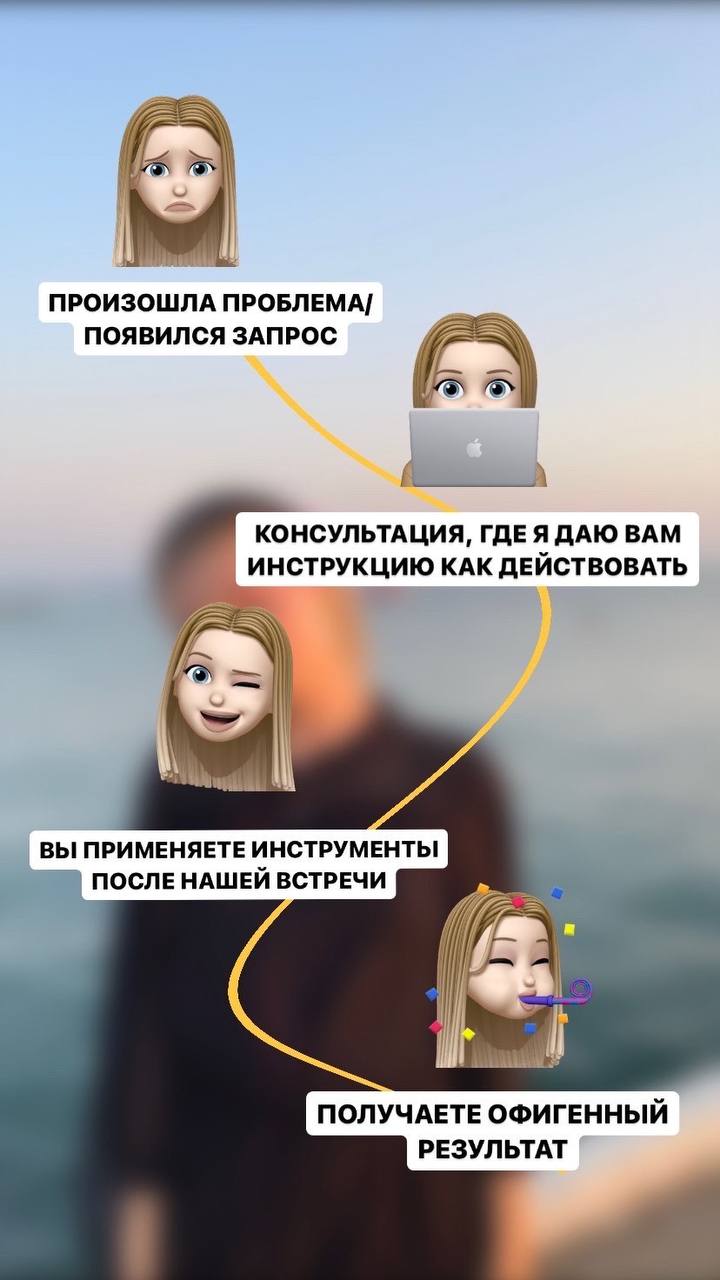 ПРОИЗОШЛА ПРОБЛЕМА/
ПОЯВИЛСЯ ЗАПРОС
КОНСУЛЬТАЦИЯ, ГДЕ Я ДАЮ ВАМ
ИНСТРУКЦИЮ КАК ДЕЙСТВОВАТЬ
ВЫ ПРИМЕНЯЕТЕ ИНСТРУМЕНТЫ
ПОСЛЕ НАШЕЙ ВСТРЕЧИ
ПОЛУЧАЕТЕ ОФИГЕННЫЙ
РЕЗУЛЬТАТ